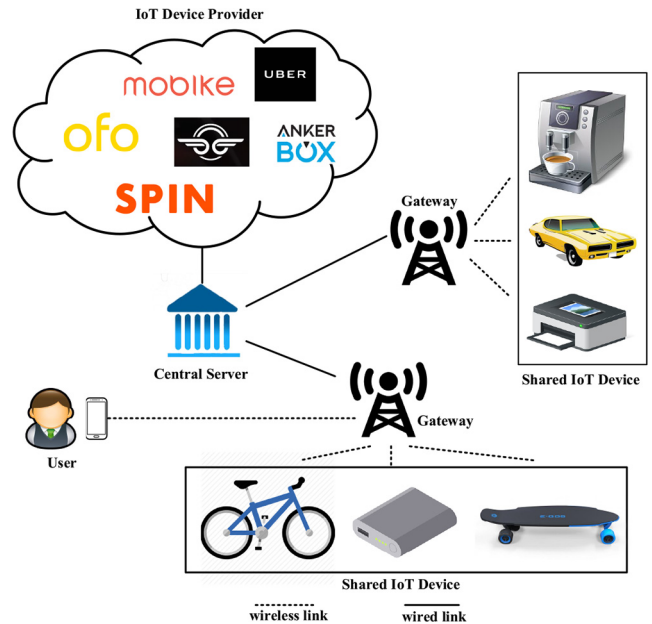 IoT Device Provider
mobike
UBER
ofo
ANKER
BOX
SPIN
Gateway
Central Server
Shared IoT Device
Gateway
User
Shared IoT Device
wireless link
wired link